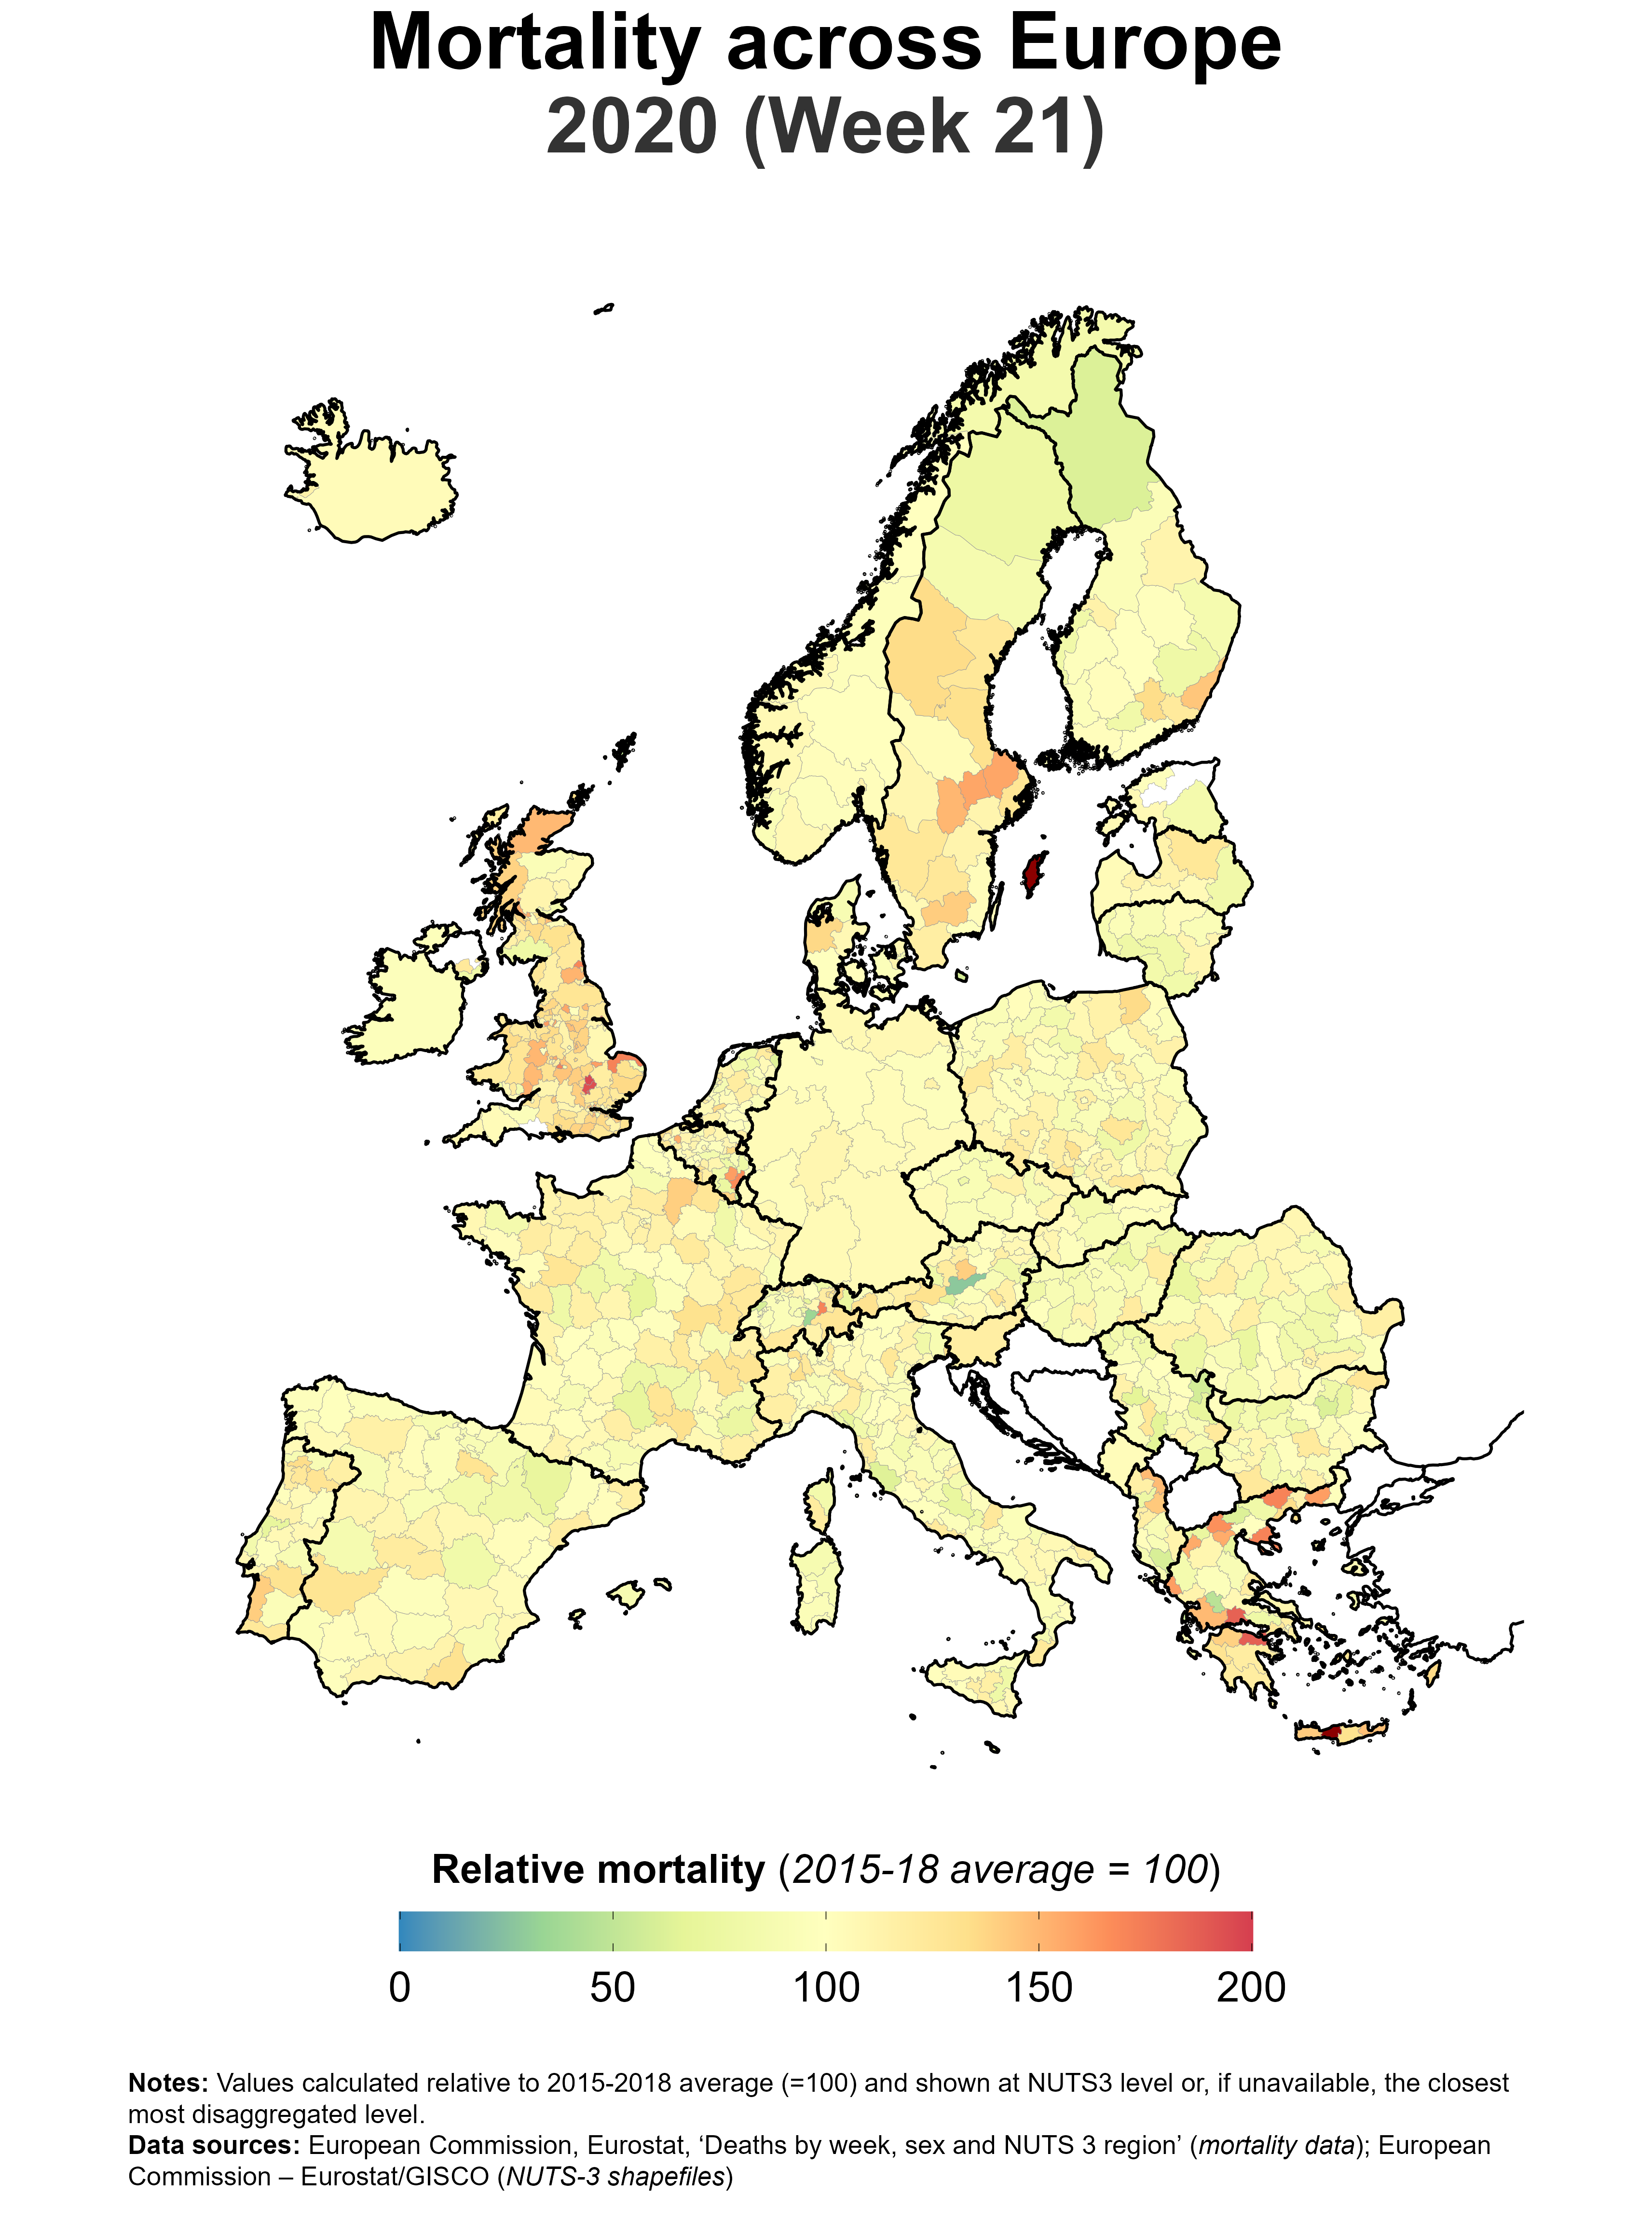 Mortality across Europe
2020 (Week 21)
Relative mortality (2015-18 average = 100)
0 50 100 150 200
Notes: Values calculated relative to 2015-2018 average (=100) and shown at NUTS3 level or, if unavailable, the closest
most disaggregated level.
Data sources: European Commission, Eurostat, ‘Deaths by week, sex and NUTS 3 region’ (mortality data); European
Commission – Eurostat/GISCO (NUTS-3 shapefiles)